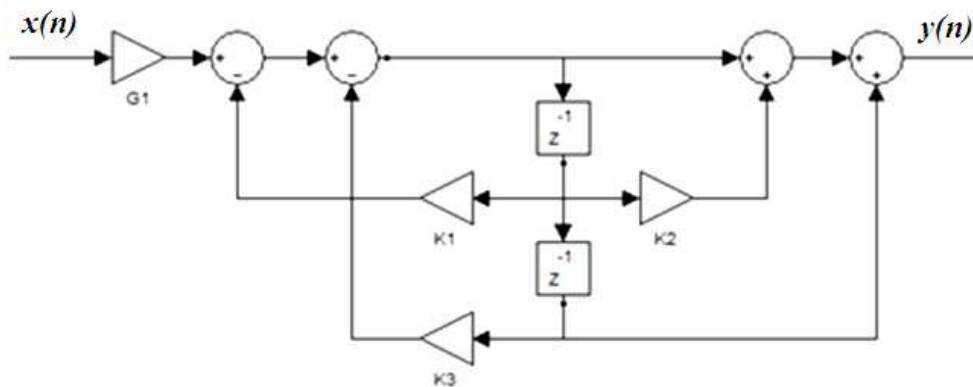 x(n)
y(n)
+
−
+
−
+
+
+
+
G1
z-1
K1
K2
z-1
K3